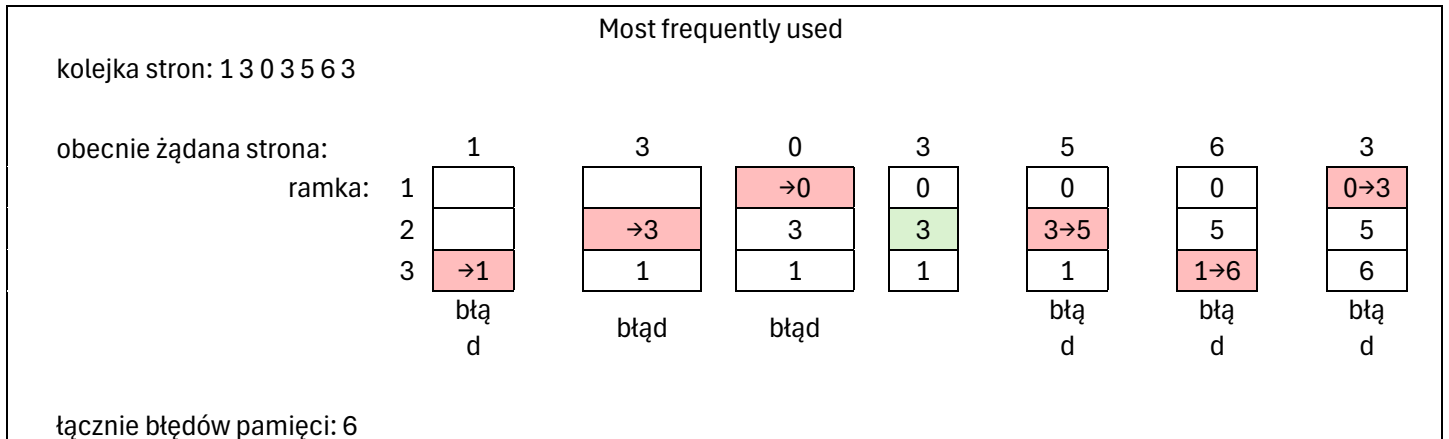 Most frequently used
kolejka stron: 1 3 0 3 5 6 3
obecnie żądana strona: 1 3 0 3 5 6 3
ramka: 1 →0 0 0 0 0→3
2 →3 3 3 3→5 5 5
3 →1 1 1 1 1 1→6 6
błą błąd błąd błą błą błą
d d d d
łącznie błędów pamięci: 6